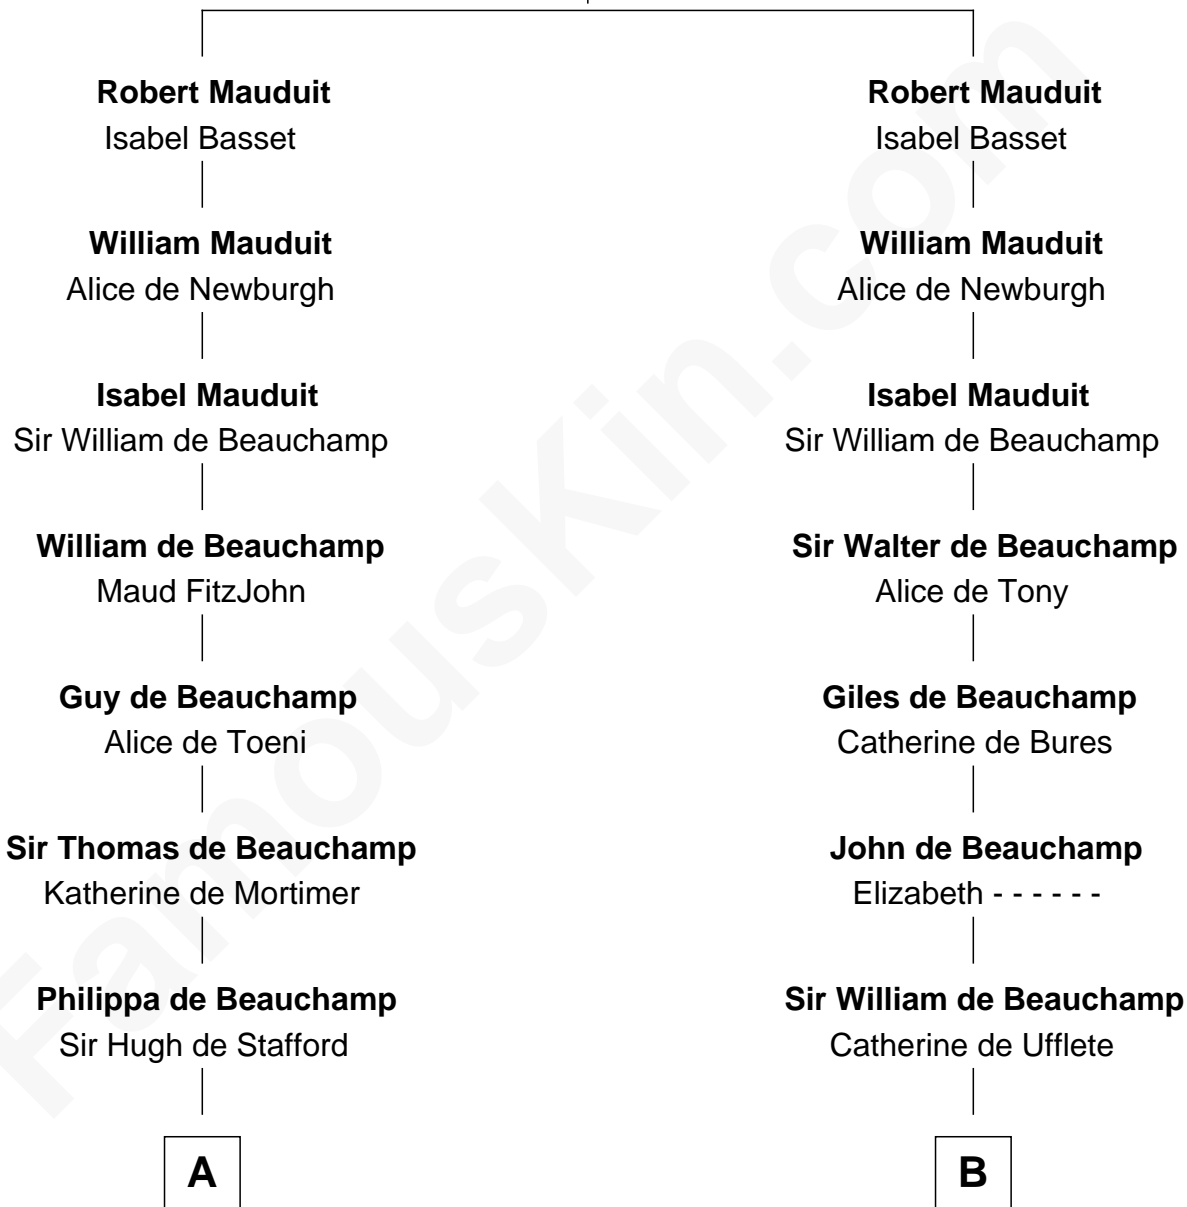 Robert Mauduit
Isabel Basset
William Mauduit
Alice de Newburgh
Isabel Mauduit
Sir William de Beauchamp
William de Beauchamp
Maud FitzJohn
Guy de Beauchamp
Alice de Toeni
Sir Thomas de Beauchamp
Katherine de Mortimer
Philippa de Beauchamp
Sir Hugh de Stafford
A
Robert Mauduit
Isabel Basset
William Mauduit
Alice de Newburgh
Isabel Mauduit
Sir William de Beauchamp
Sir Walter de Beauchamp
Alice de Tony
Giles de Beauchamp
Catherine de Bures
John de Beauchamp
Elizabeth - - - - - -
Sir William de Beauchamp
Catherine de Ufflete
B
FamousKin.com